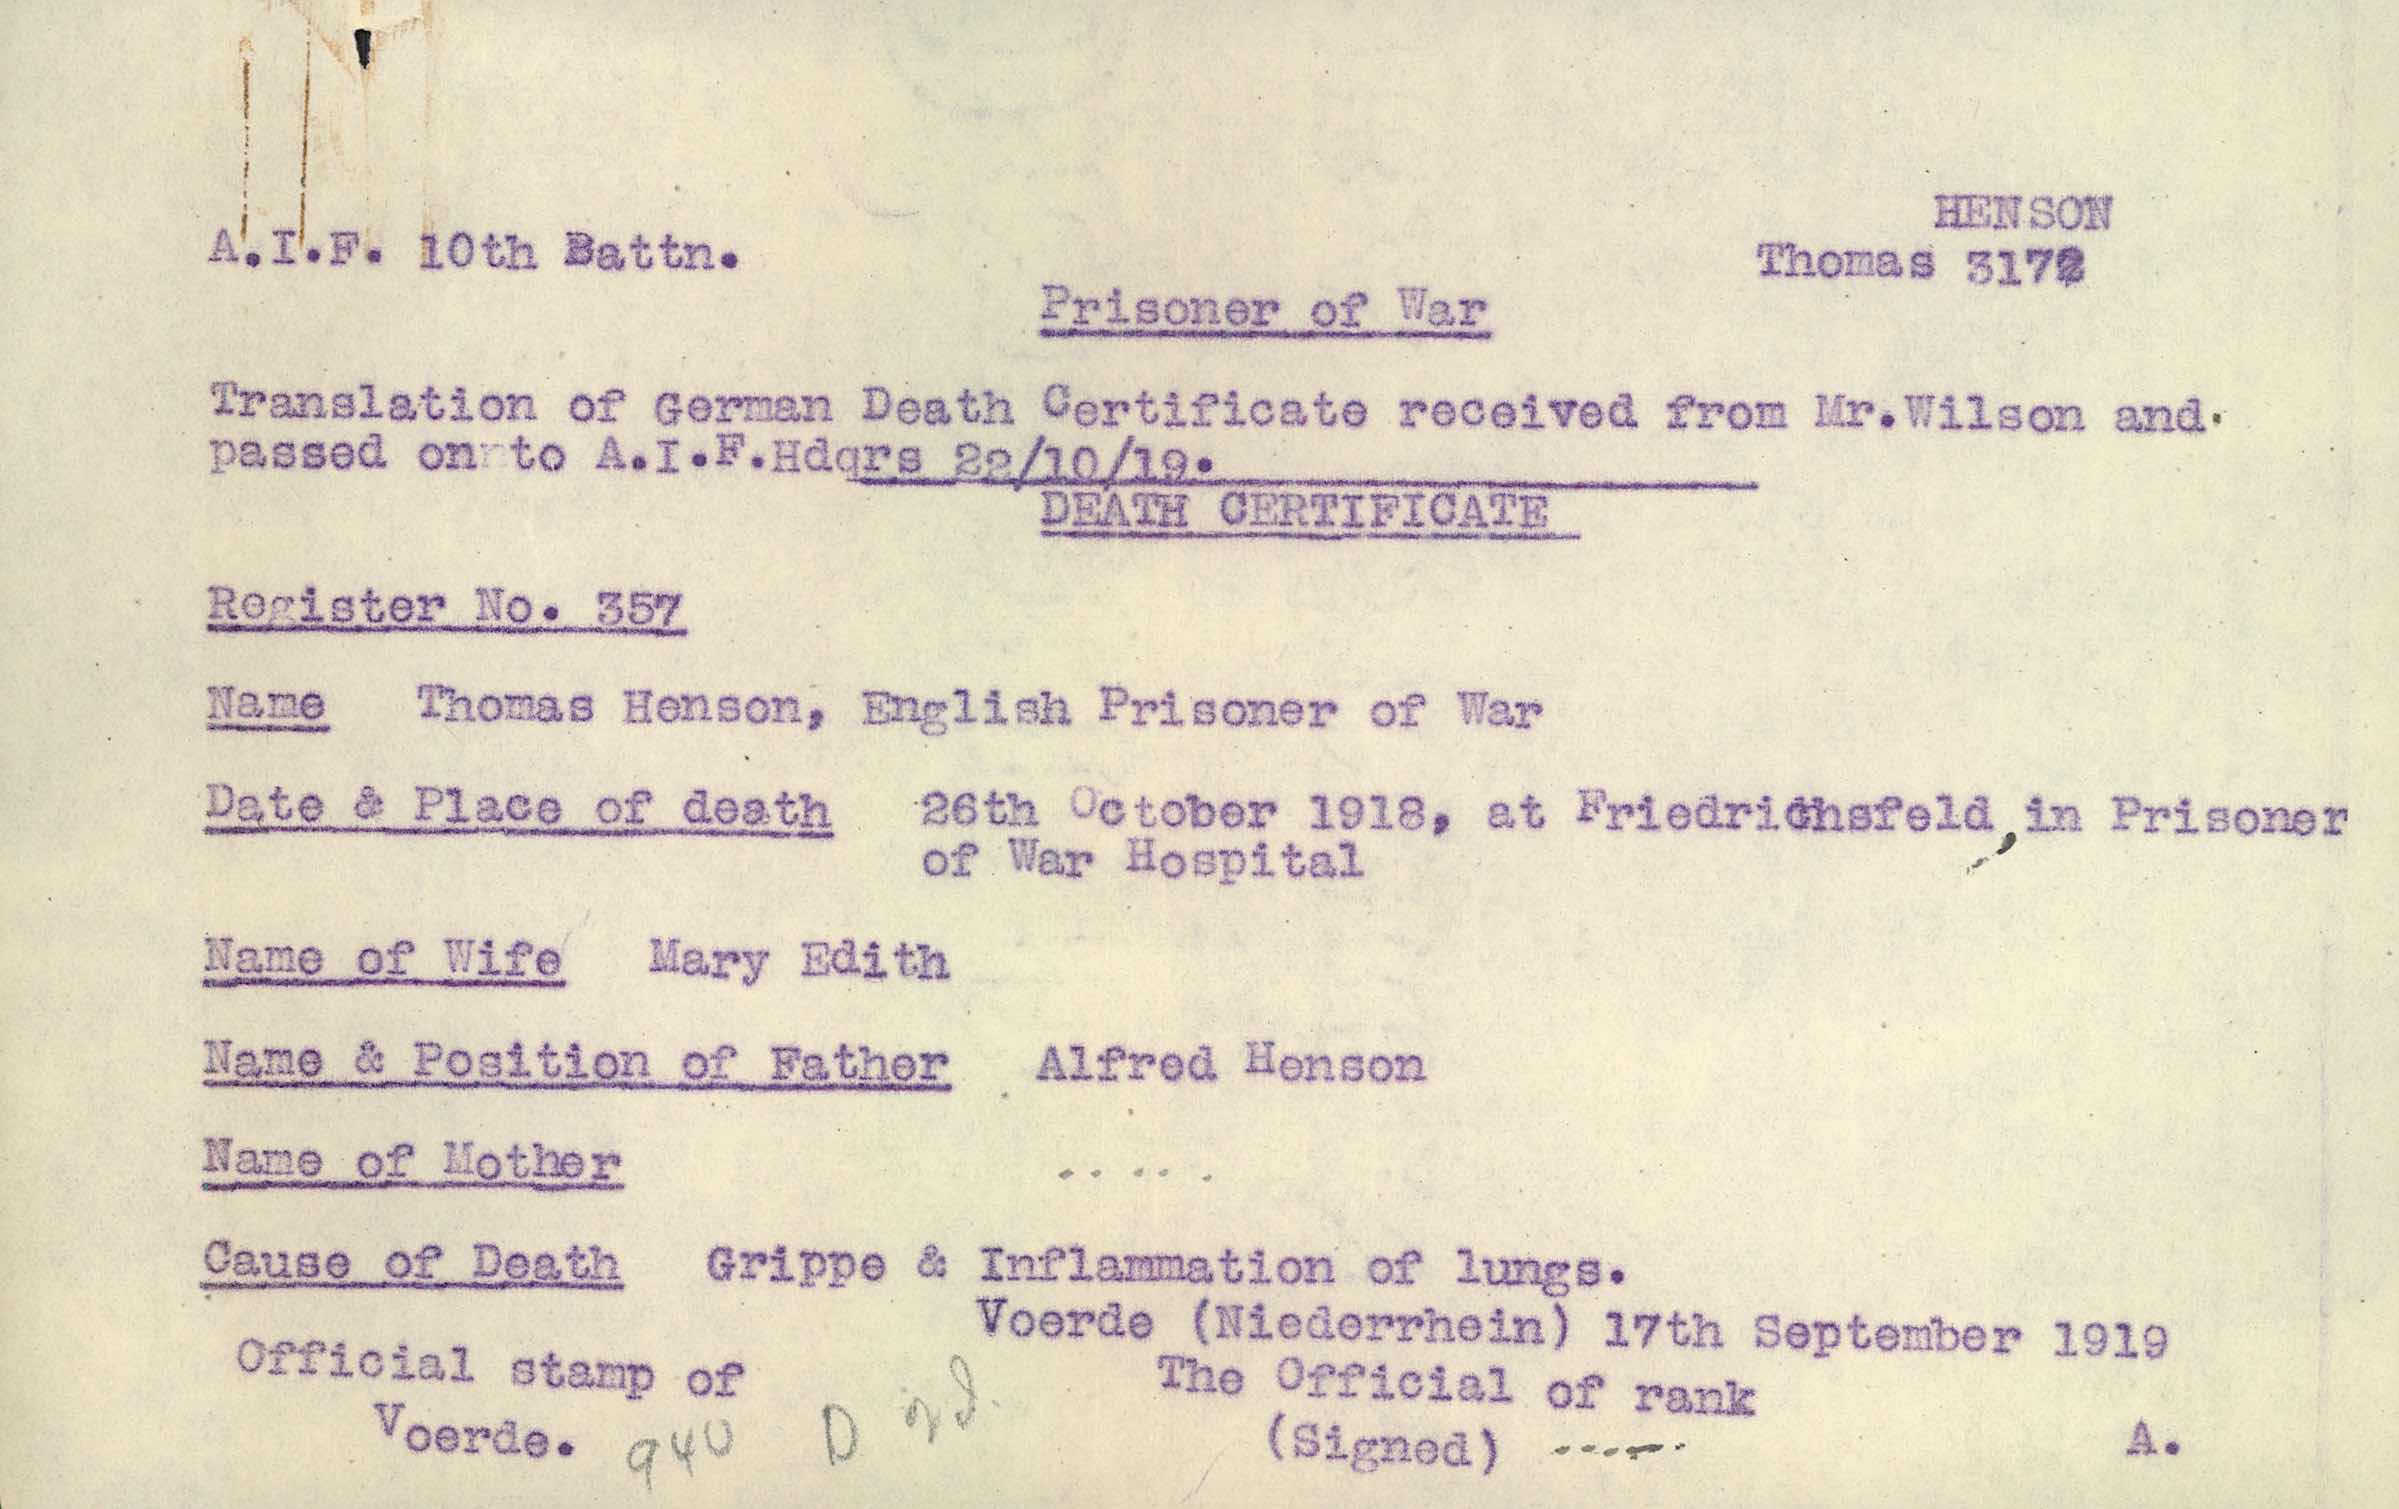 HENSON
A.I.F. 10th Battn.
Thomas 3172
Prisoner of War
Translation of German Death Certificate received from Mr.Wilson and.
passed on to A.I.F.Hdqrs 22/10/19.
DEATH CERTIFICATE
Register No. 357
Name Thomas Henson, English Prisoner of War
Date & Place of death 26th October 1918, at Friedrichsfeld, in Prisoner
of War Hospital
Name of Wife Mary Edith
Name & Position of Father Alfred Henson
Name of Mother .....
Cause of Death Grippe & Inflammation of lungs.
Voerde (Niederrhein) 17th September 1919
Official stamp of
The Official of rank
Voerde. 940 D
(Signed) ..... A.